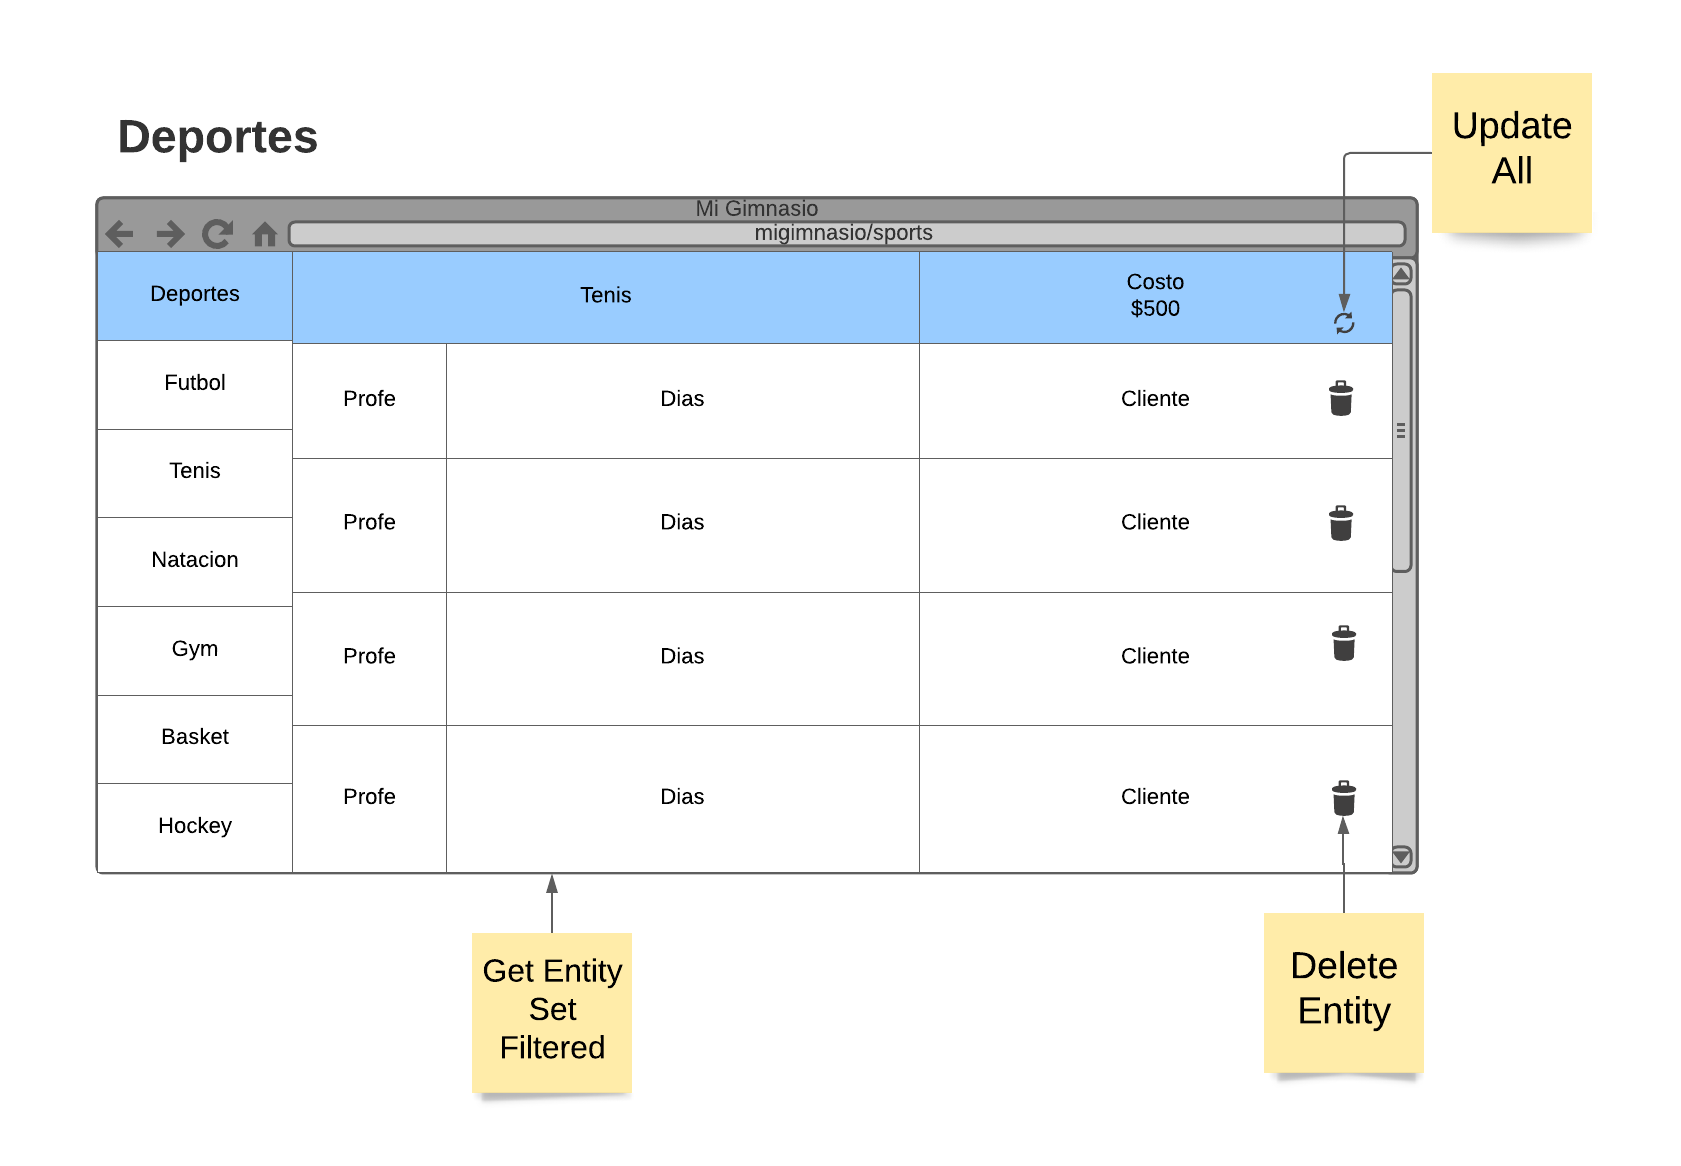 Deportes
Update
All
Mi Gimnasio
migimnasio/sports
Deportes
Tenis
Costo
$500
Futbol
Tenis
Natacion
Gym
Basket
Hockey
Profe
Dias
Cliente
Profe
Dias
Cliente
Profe
Dias
Cliente
Profe
Dias
Cliente
Get Entity
Set
Filtered
Delete
Entity